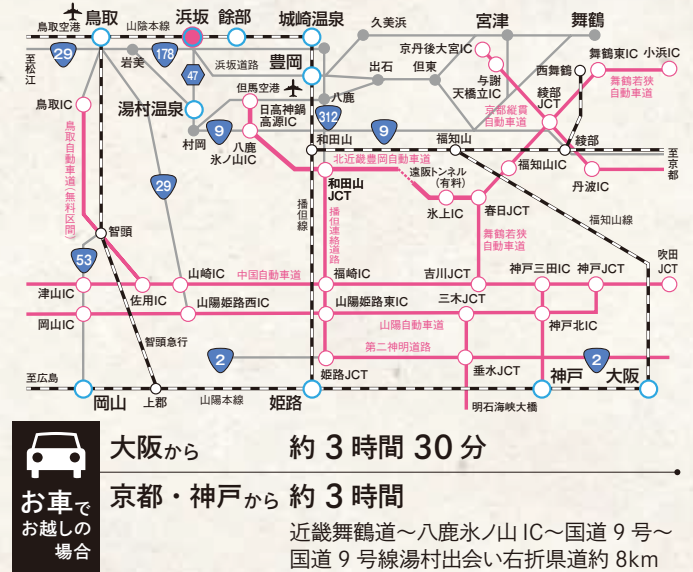 鳥取空港
鳥取
山陰本線
浜坂
餘部
城崎温泉
久美浜
宮津
舞鶴
至松江
29
岩美
178
浜坂道路
47
豊岡
出石
但東
京丹後大宮IC
与謝
天橋立IC
西舞鶴
舞鶴東IC
小浜IC
舞鶴若狭
自動車道
綾部
JCT
京都縦貫
自動車道
鳥取IC
湯村温泉
但馬空港
日高神鍋
高原IC
八鹿
312
9
村岡
八鹿
氷ノ山IC
和田山
9
福知山
綾部
至京都
北近畿豊岡自動車道
鳥取自動車道(無料区間)
29
播但線
和田山
JCT
遠阪トンネル
(有料)
福知山IC
丹波IC
氷上IC
春日JCT
福知山線
智頭
53
播但連絡道路
舞鶴若狭
自動車道
吹田
JCT
津山IC
佐用IC
山崎IC
中国自動車道
福崎IC
吉川JCT
神戸三田IC
神戸JCT
岡山IC
山陽姫路西IC
山陽姫路東IC
三木JCT
山陽自動車道
神戸北IC
智頭急行
2
第二神明道路
姫路JCT
垂水JCT
2
至広島
岡山
上郡
山陽本線
姫路
明石海峡大橋
神戸
大阪
お車で
お越しの
場合
大阪から 約 3 時間 30 分
京都・神戸から 約 3 時間
近畿舞鶴道～八鹿氷ノ山 IC～国道 9 号～
国道 9 号線湯村出会い右折県道約 8km